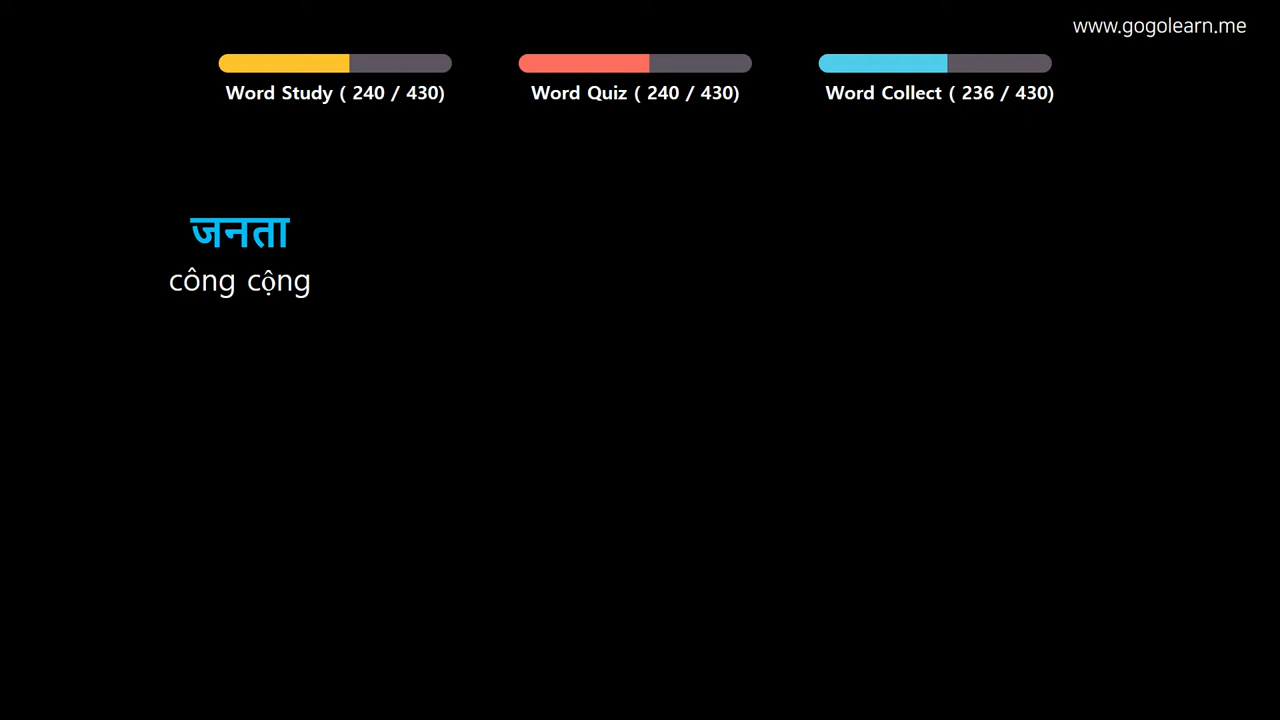 www.gogolearn.me
Word Study ( 240 / 430)
Word Quiz ( 240 / 430)
Word Collect ( 236 / 430)
जनता
công cộng